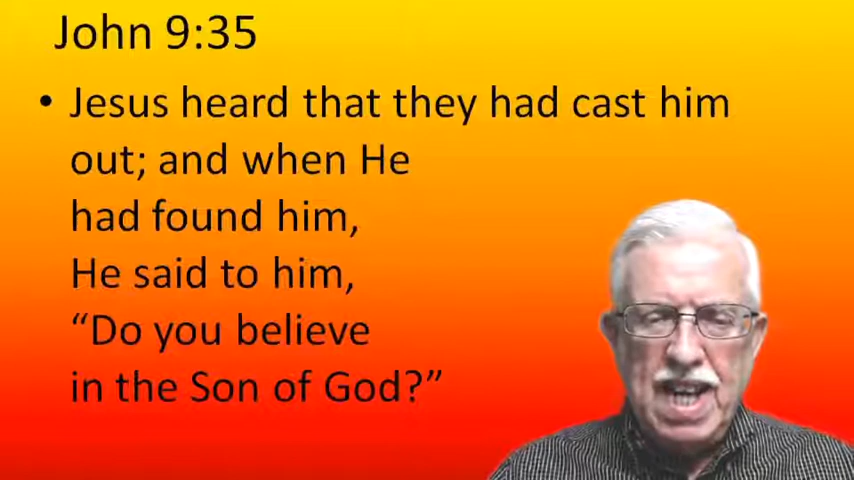 John 9:35
• Jesus heard that they had cast him
out; and when He
had found him,
He said to him,
“Do you believe
in the Son of God?”